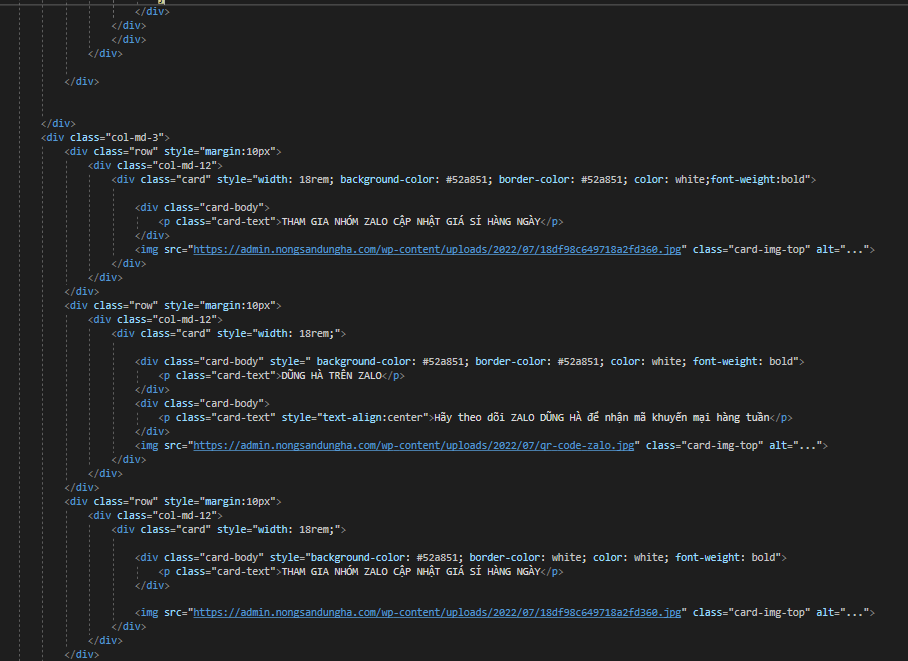 </div>
</div>
</div>
</div>
</div>
</div>
<div class="col-md-3">
<div class="row" style="margin:10px">
<div class="col-md-12">
<div class="card" style="width: 18rem; background-color: #52a851; border-color: #52a851; color: white;font-weight:bold">
<div class="card-body">
<p class="card-text">THAM GIA NHÓM ZALO CẬP NHẬT GIÁ SỈ HÀNG NGÀY</p>
</div>
<img src="https://admin.nongsandungha.com/wp-content/uploads/2022/07/18df98c649718a2fd360.jpg" class="card-img-top" alt="...">
</div>
</div>
</div>
<div class="row" style="margin:10px">
<div class="col-md-12">
<div class="card" style="width: 18rem;">
<div class="card-body" style=" background-color: #52a851; border-color: #52a851; color: white; font-weight: bold">
<p class="card-text">DŨNG HÀ TRÊN ZALO</p>
</div>
<div class="card-body">
<p class="card-text" style="text-align:center">Hãy theo dõi ZALO DŨNG HÀ để nhận mã khuyến mại hàng tuần</p>
</div>
<img src="https://admin.nongsandungha.com/wp-content/uploads/2022/07/qr-code-zalo.jpg" class="card-img-top" alt="...">
</div>
</div>
</div>
<div class="row" style="margin:10px">
<div class="col-md-12">
<div class="card" style="width: 18rem;">
<div class="card-body" style="background-color: #52a851; border-color: white; color: white; font-weight: bold">
<p class="card-text">THAM GIA NHÓM ZALO CẬP NHẬT GIÁ SỈ HÀNG NGÀY</p>
</div>
<img src="https://admin.nongsandungha.com/wp-content/uploads/2022/07/18df98c649718a2fd360.jpg" class="card-img-top" alt="...">
</div>
</div>
</div>